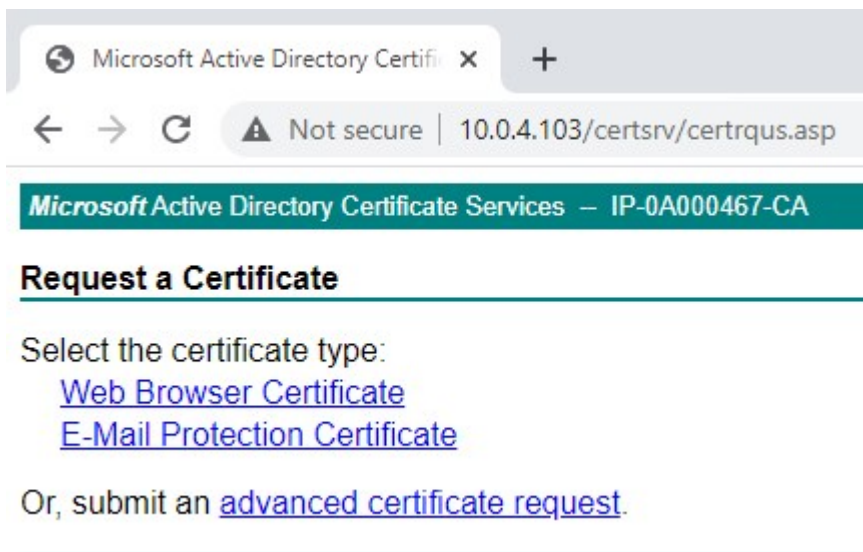 Microsoft Active Directory Certifi
Not secure | 10.0.4.103/certsrv/certrqus.asp
Microsoft Active Directory Certificate Services -- IP-0A000467-CA
Request a Certificate
Select the certificate type:
Web Browser Certificate
E-Mail Protection Certificate
Or, submit an advanced certificate request.